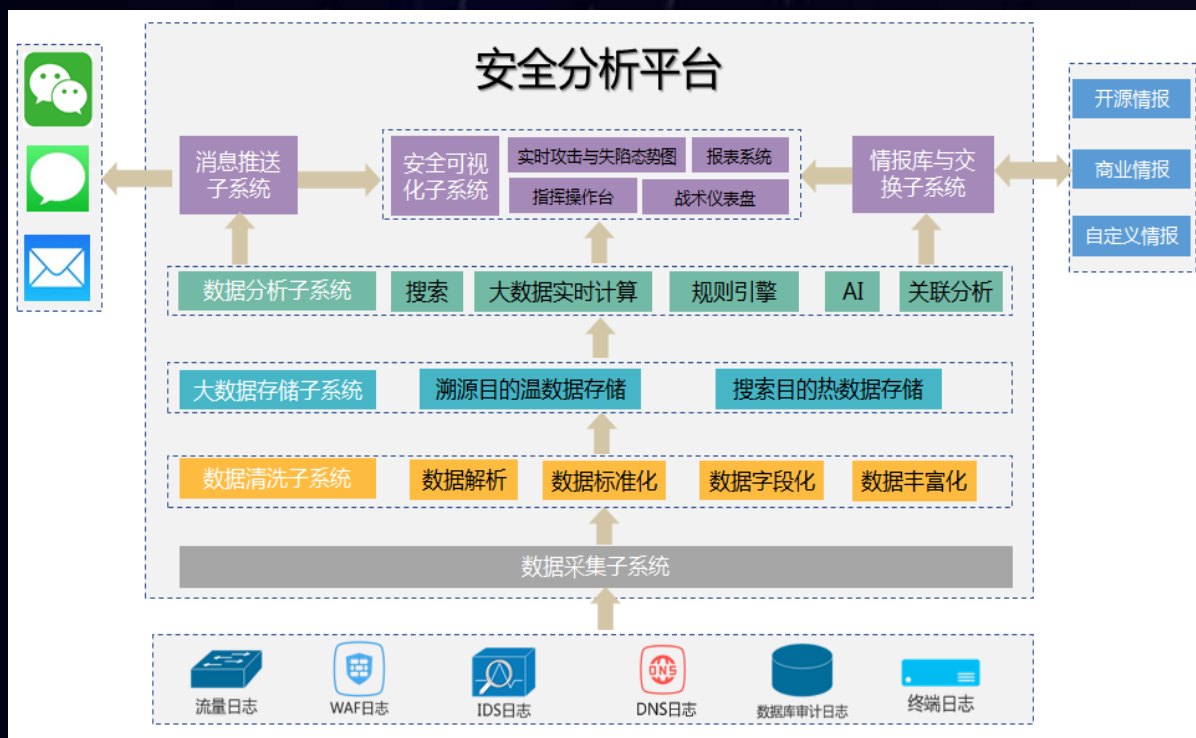 安全分析平台
开源情报
商业情报
自定义情报
消息推送
子系统
安全可视
化子系统
实时攻击与失陷态势图
报表系统
指挥操作台
战术仪表盘
情报库与交
换子系统
数据分析子系统
搜索
大数据实时计算
规则引擎
AI
关联分析
大数据存储子系统
溯源目的温数据存储
搜索目的热数据存储
数据清洗子系统
数据解析
数据标准化
数据字段化
数据丰富化
数据采集子系统
DNS
流量日志
WAF日志
IDS日志
DNS日志
数据库审计日志
终端日志